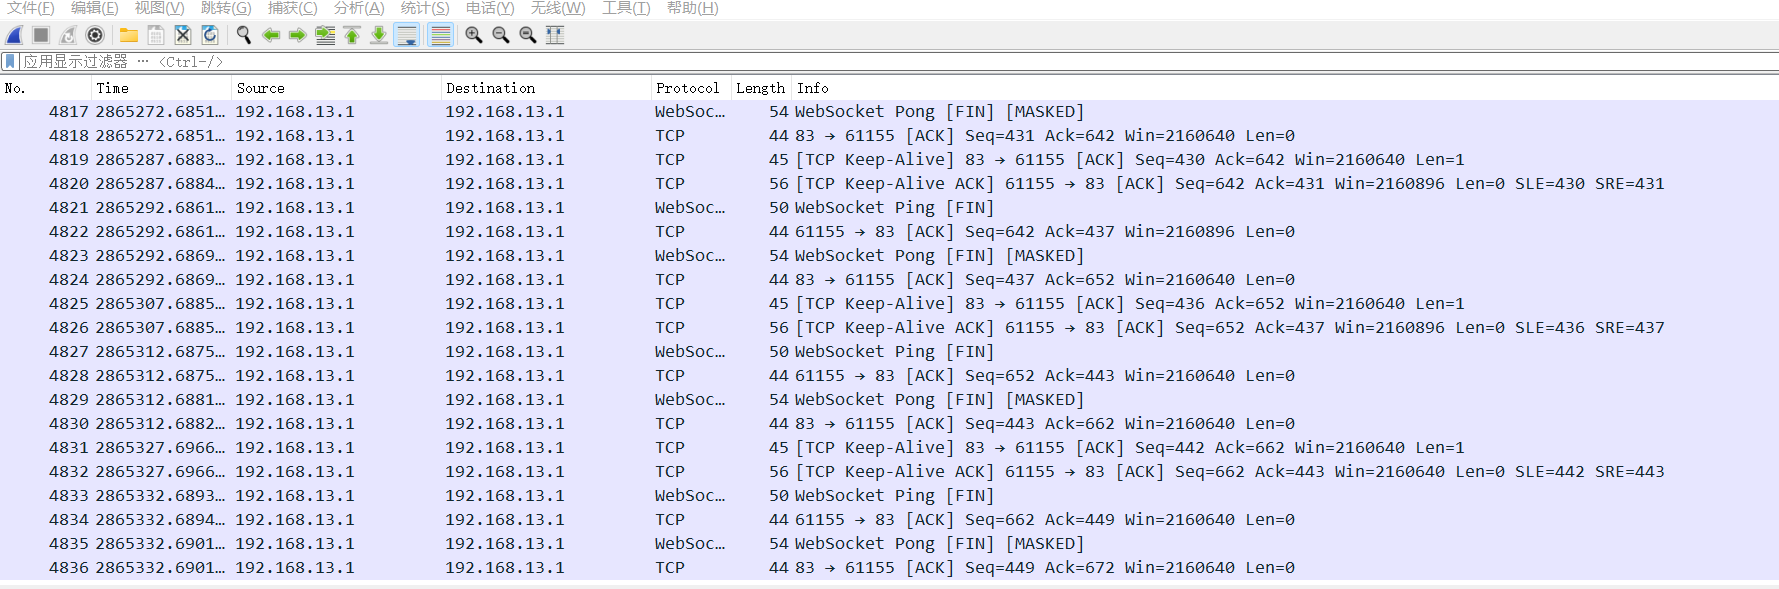 文件(F) 编辑(E) 视图(V) 跳转(G) 捕获(C) 分析(A) 统计(S) 电话(Y) 无线(W) 工具(T) 帮助(H)
应用显示过滤器 … <Ctrl-/>
No. Time Source Destination Protocol Length Info
4817 2865272.6851… 192.168.13.1 192.168.13.1 WebSoc… 54 WebSocket Pong [FIN] [MASKED]
4818 2865272.6851… 192.168.13.1 192.168.13.1 TCP 44 83 → 61155 [ACK] Seq=431 Ack=642 Win=2160640 Len=0
4819 2865287.6883… 192.168.13.1 192.168.13.1 TCP 45 [TCP Keep-Alive] 83 → 61155 [ACK] Seq=430 Ack=642 Win=2160640 Len=1
4820 2865287.6884… 192.168.13.1 192.168.13.1 TCP 56 [TCP Keep-Alive ACK] 61155 → 83 [ACK] Seq=642 Ack=431 Win=2160896 Len=0 SLE=430 SRE=431
4821 2865292.6861… 192.168.13.1 192.168.13.1 WebSoc… 50 WebSocket Ping [FIN]
4822 2865292.6861… 192.168.13.1 192.168.13.1 TCP 44 61155 → 83 [ACK] Seq=642 Ack=437 Win=2160896 Len=0
4823 2865292.6869… 192.168.13.1 192.168.13.1 WebSoc… 54 WebSocket Pong [FIN] [MASKED]
4824 2865292.6869… 192.168.13.1 192.168.13.1 TCP 44 83 → 61155 [ACK] Seq=437 Ack=652 Win=2160640 Len=0
4825 2865307.6885… 192.168.13.1 192.168.13.1 TCP 45 [TCP Keep-Alive] 83 → 61155 [ACK] Seq=436 Ack=652 Win=2160640 Len=1
4826 2865307.6885… 192.168.13.1 192.168.13.1 TCP 56 [TCP Keep-Alive ACK] 61155 → 83 [ACK] Seq=652 Ack=437 Win=2160896 Len=0 SLE=436 SRE=437
4827 2865312.6875… 192.168.13.1 192.168.13.1 WebSoc… 50 WebSocket Ping [FIN]
4828 2865312.6875… 192.168.13.1 192.168.13.1 TCP 44 61155 → 83 [ACK] Seq=652 Ack=443 Win=2160640 Len=0
4829 2865312.6881… 192.168.13.1 192.168.13.1 WebSoc… 54 WebSocket Pong [FIN] [MASKED]
4830 2865312.6882… 192.168.13.1 192.168.13.1 TCP 44 83 → 61155 [ACK] Seq=443 Ack=662 Win=2160640 Len=0
4831 2865327.6966… 192.168.13.1 192.168.13.1 TCP 45 [TCP Keep-Alive] 83 → 61155 [ACK] Seq=442 Ack=662 Win=2160640 Len=1
4832 2865327.6966… 192.168.13.1 192.168.13.1 TCP 56 [TCP Keep-Alive ACK] 61155 → 83 [ACK] Seq=662 Ack=443 Win=2160640 Len=0 SLE=442 SRE=443
4833 2865332.6893… 192.168.13.1 192.168.13.1 WebSoc… 50 WebSocket Ping [FIN]
4834 2865332.6894… 192.168.13.1 192.168.13.1 TCP 44 61155 → 83 [ACK] Seq=662 Ack=449 Win=2160640 Len=0
4835 2865332.6901… 192.168.13.1 192.168.13.1 WebSoc… 54 WebSocket Pong [FIN] [MASKED]
4836 2865332.6901… 192.168.13.1 192.168.13.1 TCP 44 83 → 61155 [ACK] Seq=449 Ack=672 Win=2160640 Len=0